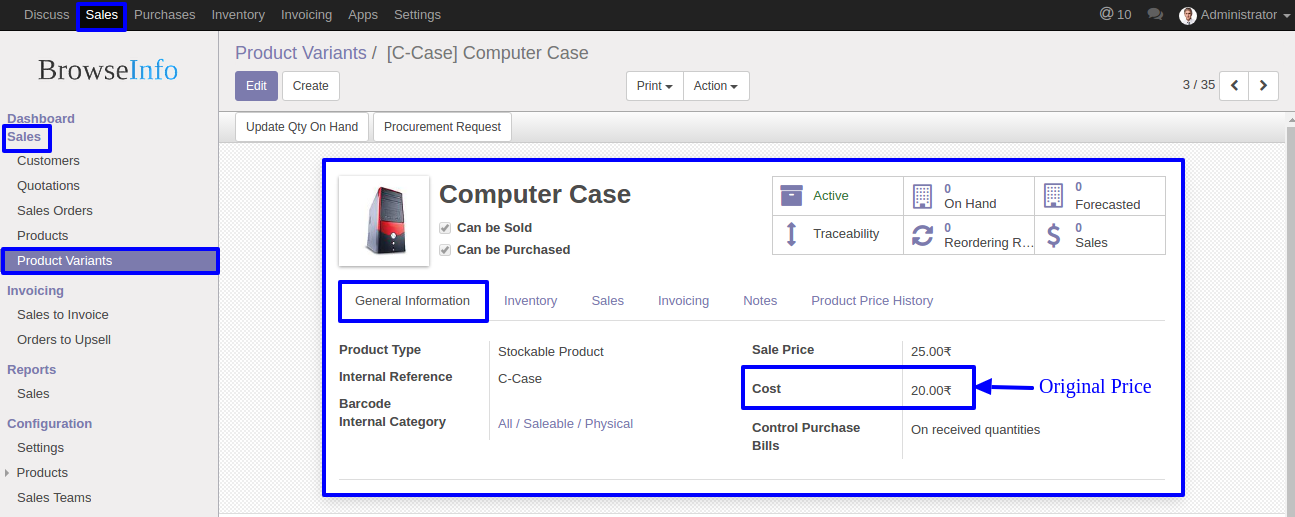 Discuss Sales Purchases Inventory Invoicing Apps Settings @ 10 Administrator
BrowseInfo
Product Variants / [C-Case] Computer Case
Edit Create Print Action 3 / 35
Update Qty On Hand Procurement Request
Dashboard
Sales
Customers
Quotations
Sales Orders
Products
Product Variants
Invoicing
Sales to Invoice
Orders to Upsell
Reports
Sales
Configuration
Settings
Products
Sales Teams
Computer Case
Can be Sold
Can be Purchased
Active
0
On Hand
0
Forecasted
Traceability
0
Reordering R...
0
Sales
General Information Inventory Sales Invoicing Notes Product Price History
Product Type Stockable Product
Internal Reference C-Case
Barcode
Internal Category All / Saleable / Physical
Sale Price 25.00₹
Cost 20.00₹
Original Price
Control Purchase On received quantities
Bills